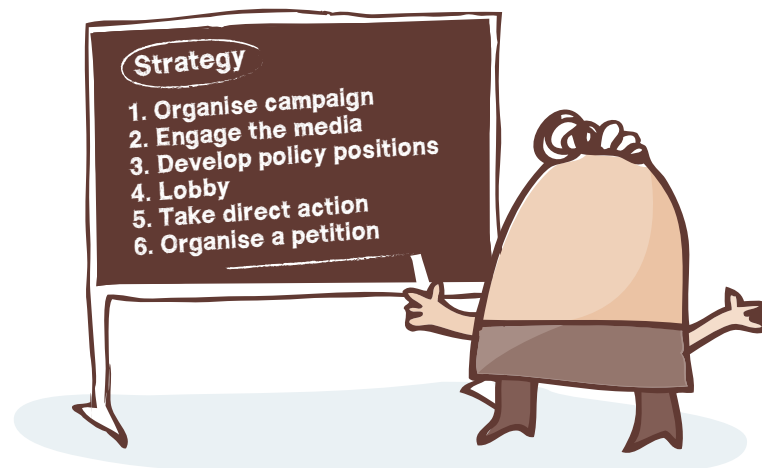 Strategy
1. Organise campaign
2. Engage the media
3. Develop policy positions
4. Lobby
5. Take direct action
6. Organise a petition